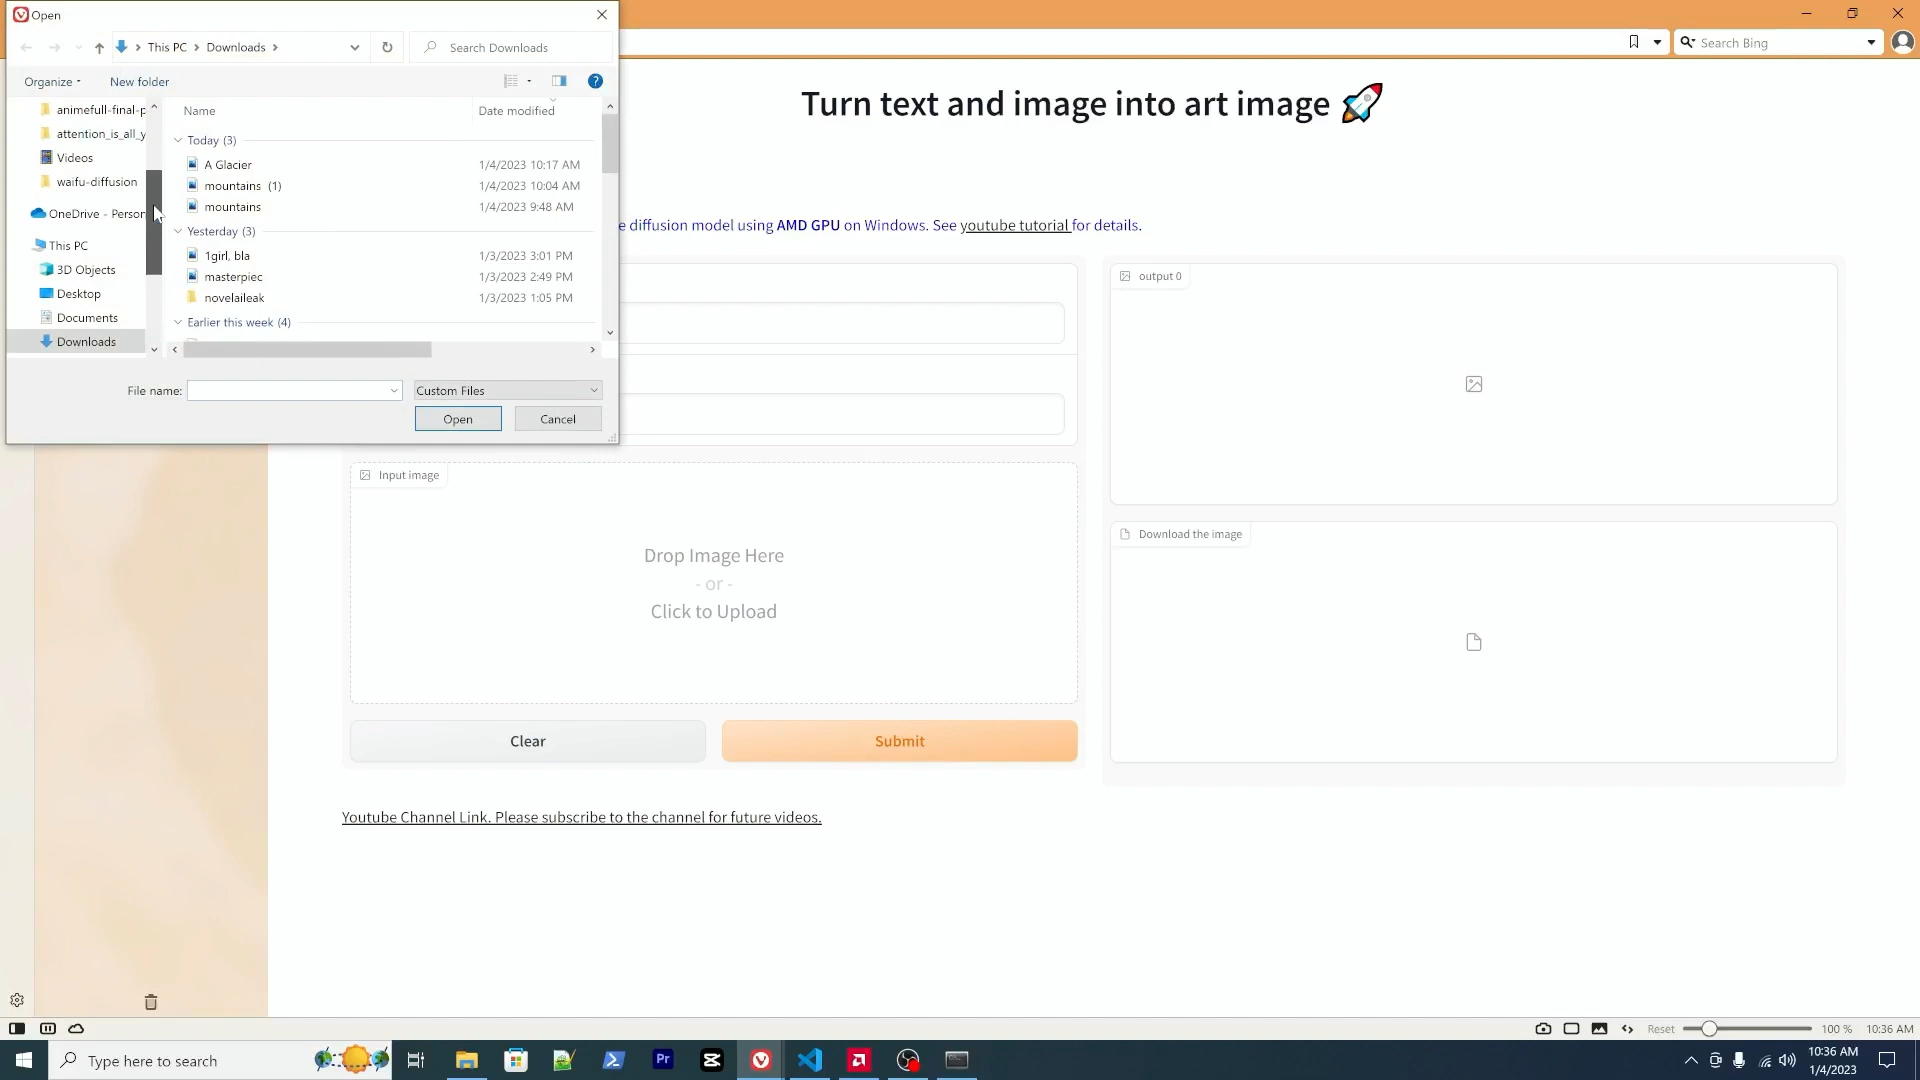 Open
This PC
Downloads
Search Downloads
Organize
New folder
animefull-final-p
attention_is_all_y
Videos
waifu-diffusion
OneDrive - Person
This PC
3D Objects
Desktop
Documents
Downloads
Name
Date modified
Today (3)
A Glacier
1/4/2023 10:17 AM
mountains (1)
1/4/2023 10:04 AM
mountains
1/4/2023 9:48 AM
Yesterday (3)
1girl, bla
1/3/2023 3:01 PM
masterpiec
1/3/2023 2:49 PM
novelaileak
1/3/2023 1:05 PM
Earlier this week (4)
File name:
Custom Files
Open
Cancel
Search Bing
Turn text and image into art image
e diffusion model using AMD GPU on Windows. See youtube tutorial for details.
Input image
Drop Image Here
- or -
Click to Upload
Clear
Submit
output 0
Download the image
Youtube Channel Link. Please subscribe to the channel for future videos.
Reset
100 %
10:36 AM
Type here to search
Pr
10:36 AM
1/4/2023